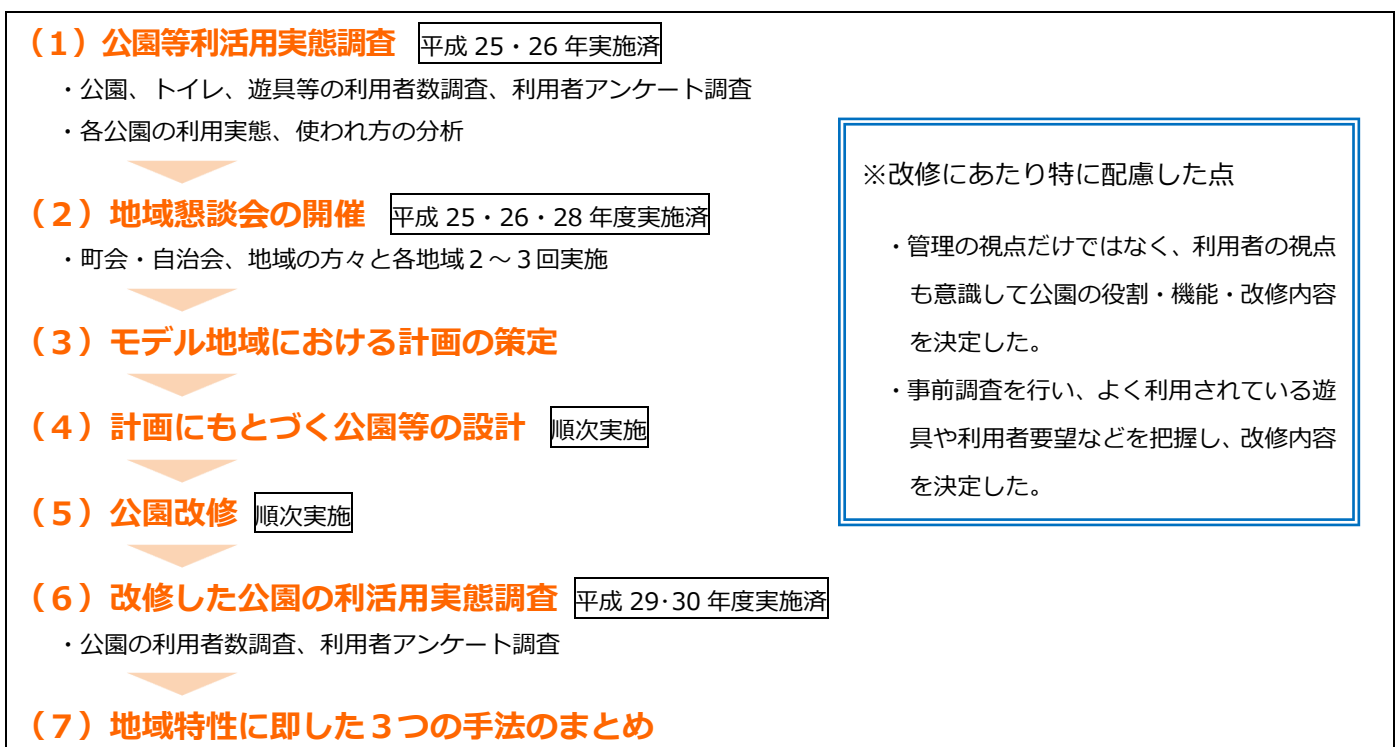 （１）公園等利活用実態調査 平成 25・26 年実施済
・公園、トイレ、遊具等の利用者数調査、利用者アンケート調査
・各公園の利用実態、使われ方の分析
（２）地域懇談会の開催 平成 25・26・28 年度実施済
・町会・自治会、地域の方々と各地域２～３回実施
（３）モデル地域における計画の策定
（４）計画にもとづく公園等の設計 順次実施
（５）公園改修 順次実施
（６）改修した公園の利活用実態調査 平成 29･30 年度実施済
・公園の利用者数調査、利用者アンケート調査
（７）地域特性に即した３つの手法のまとめ
※改修にあたり特に配慮した点
・管理の視点だけではなく、利用者の視点
も意識して公園の役割・機能・改修内容
を決定した。
・事前調査を行い、よく利用されている遊
具や利用者要望などを把握し、改修内容
を決定した。